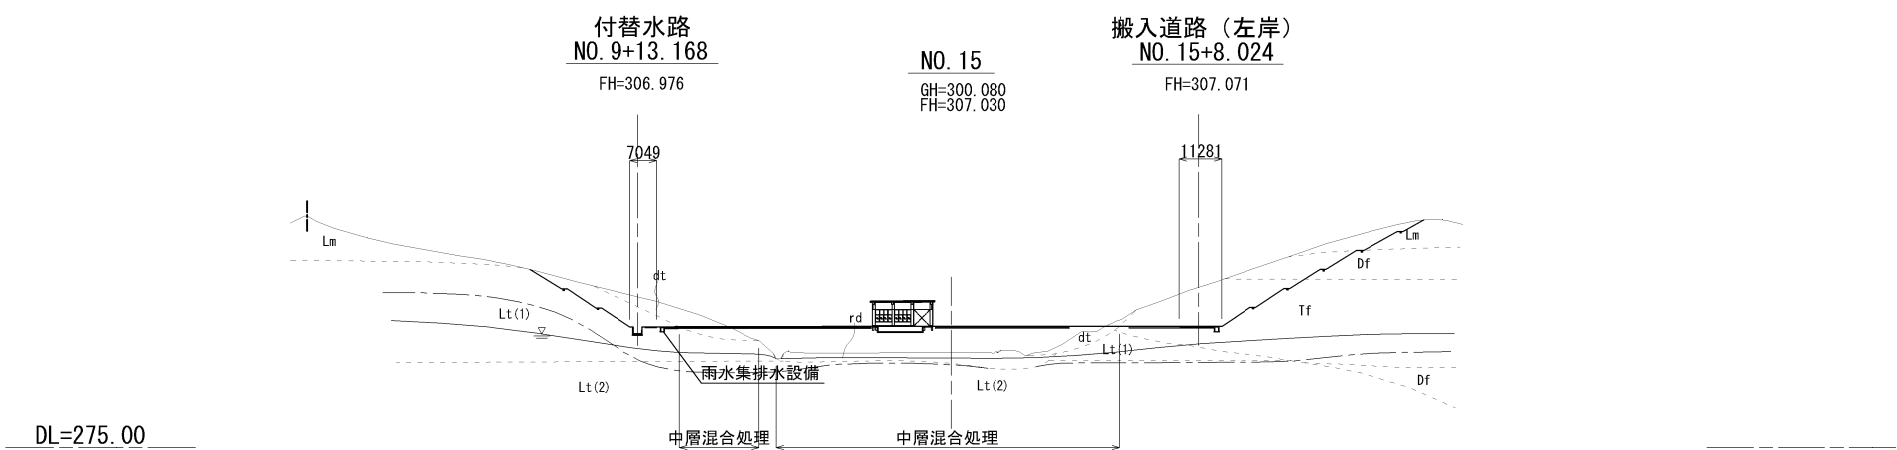 付替水路
NO.9+13.168
FH=306.976
NO.15
GH=300.080
FH=307.030
搬入道路（左岸）
NO.15+8.024
FH=307.071
7049
11281
Lm
Lm
Df
dt
Lt(1)
Tf
rd
dt
Lt(1)
雨水集排水設備
Lt(2)
Lt(2)
Df
DL=275.00
中層混合処理
中層混合処理